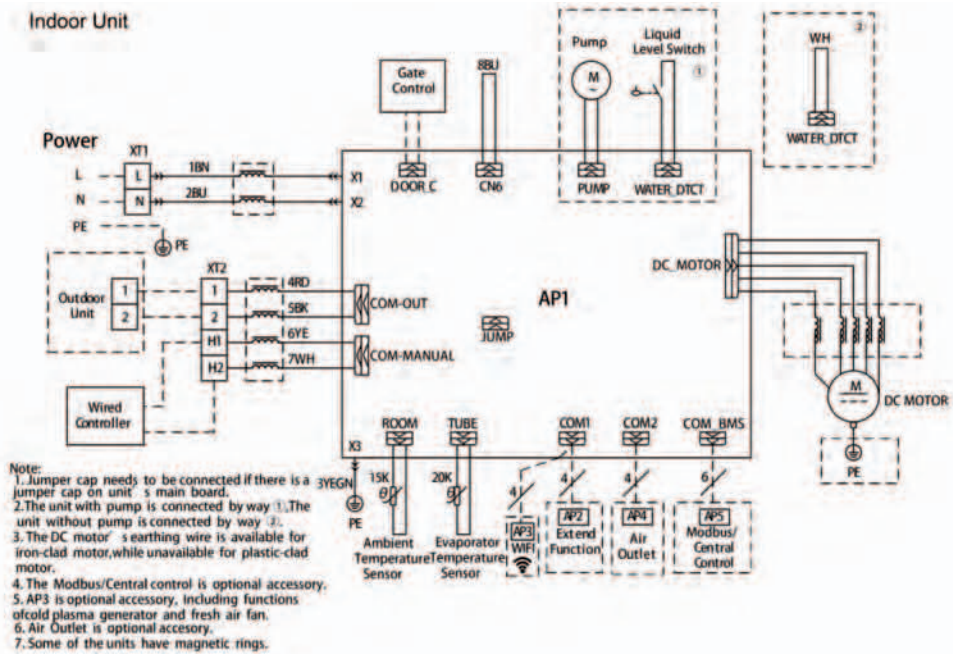 Indoor Unit
Power
XT1
L
L
1BN
X1
N
N
2BU
X2
PE
PE
Gate
Control
DOOR_C
8BU
CN6
Pump
M
~
PUMP
Liquid
Level Switch
①
WATER_DTCT
②
WH
WATER_DTCT
XT2
Outdoor
Unit
1
2
1
2
H1
H2
4RD
5BK
6YE
7WH
COM-OUT
COM-MANUAL
Wired
Controller
AP1
JUMP
DC_MOTOR
M
DC MOTOR
PE
X3
3YEGN
PE
ROOM
15K
θ
Ambient
Temperature
Sensor
TUBE
20K
θ
Evaporator
Temperature
Sensor
COM1
COM2
COM_BMS
4
4
4
6
AP3
WIFI
AP2
Extend
Function
AP4
Air
Outlet
AP5
Modbus/
Central
Control
Note:
1. Jumper cap needs to be connected if there is a
jumper cap on unit's main board.
2.The unit with pump is connected by way ①,The
unit without pump is connected by way ②.
3. The DC motor's earthing wire is available for
iron-clad motor,while unavailable for plastic-clad
motor.
4. The Modbus/Central control is optional accessory.
5. AP3 is optional accessory, Including functions
ofcold plasma generator and fresh air fan.
6. Air Outlet is optional accesory.
7. Some of the units have magnetic rings.